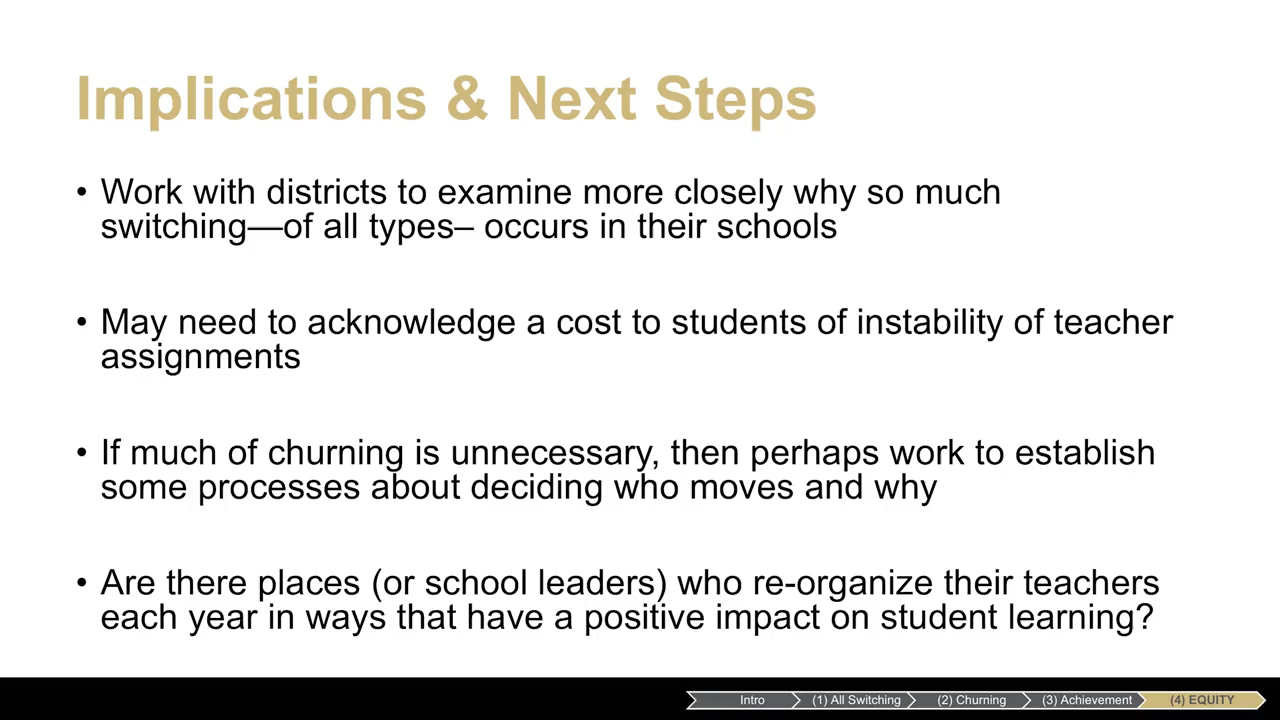 Implications & Next Steps
• Work with districts to examine more closely why so much
switching—of all types– occurs in their schools
• May need to acknowledge a cost to students of instability of teacher
assignments
• If much of churning is unnecessary, then perhaps work to establish
some processes about deciding who moves and why
• Are there places (or school leaders) who re-organize their teachers
each year in ways that have a positive impact on student learning?
Intro (1) All Switching (2) Churning (3) Achievement (4) EQUITY